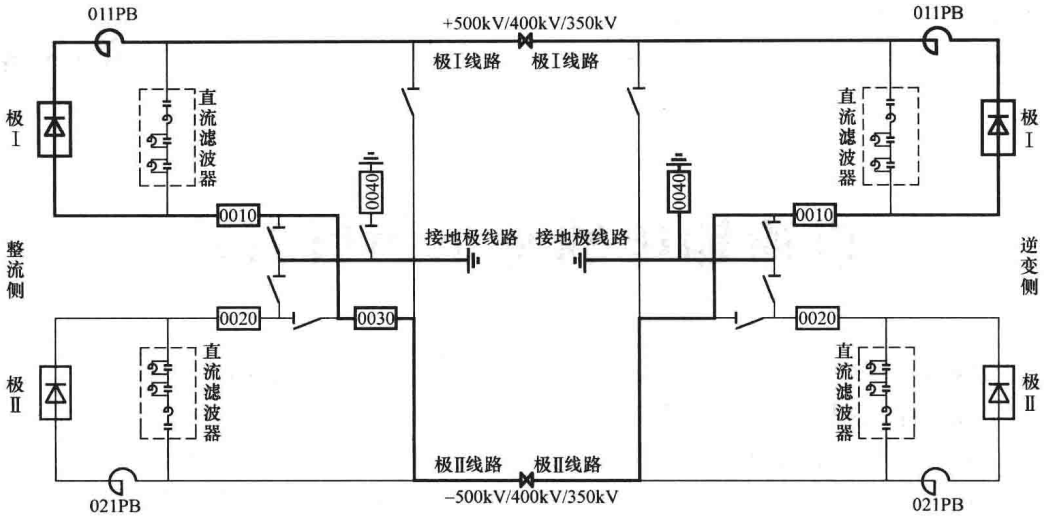 011PB
+500kV/400kV/350kV
011PB
极Ⅰ线路
极Ⅰ线路
极Ⅰ
直流滤波器
0040
0040
直流滤波器
极Ⅰ
0010
0010
整流侧
接地极线路
接地极线路
逆变侧
0020
0030
0020
极Ⅱ
直流滤波器
直流滤波器
极Ⅱ
极Ⅱ线路
极Ⅱ线路
021PB
−500kV/400kV/350kV
021PB